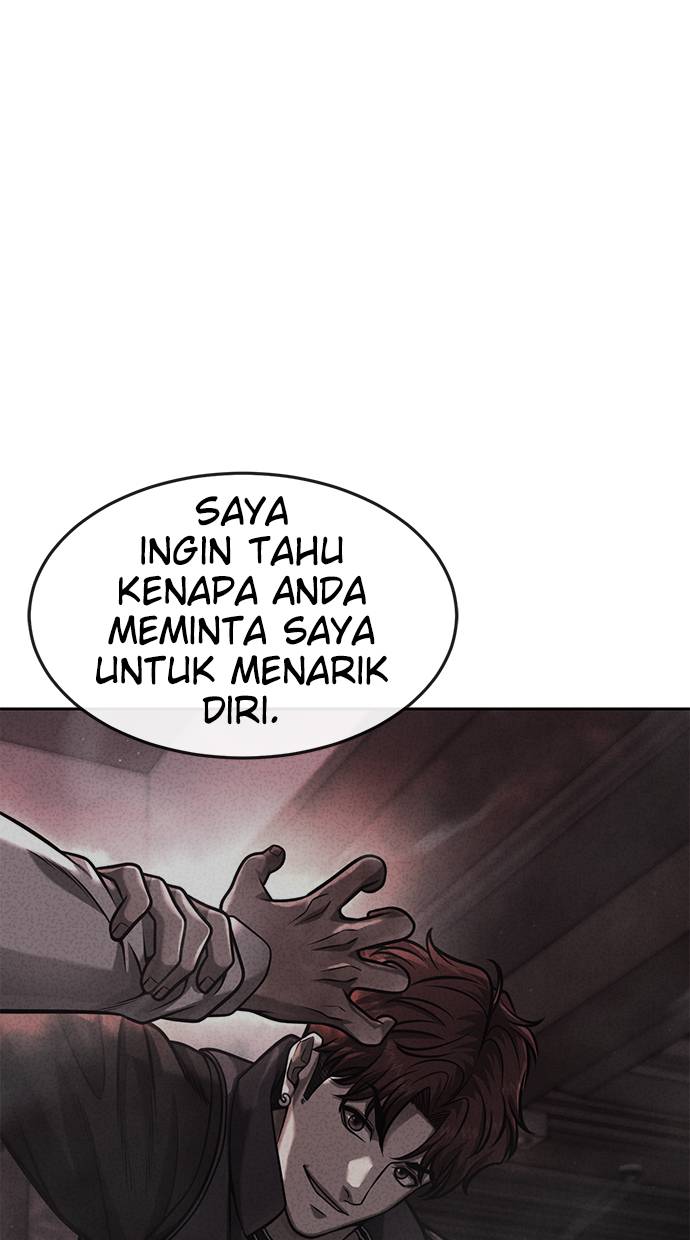 SAYA
INGIN TAHU
KENAPA ANDA
MEMINTA SAYA
UNTUK MENARIK
DIRI.